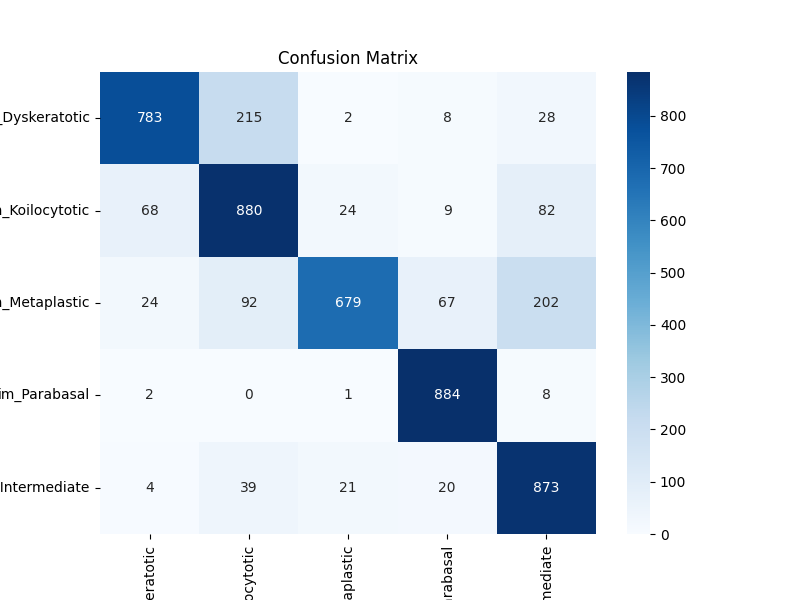 Confusion Matrix
_Dyskeratotic 783 215 2 8 28
_Koilocytotic 68 880 24 9 82
_Metaplastic 24 92 679 67 202
im_Parabasal 2 0 1 884 8
Intermediate 4 39 21 20 873
eratotic
ocytotic
aplastic
rabasal
mediate
800
700
600
500
400
300
200
100
0